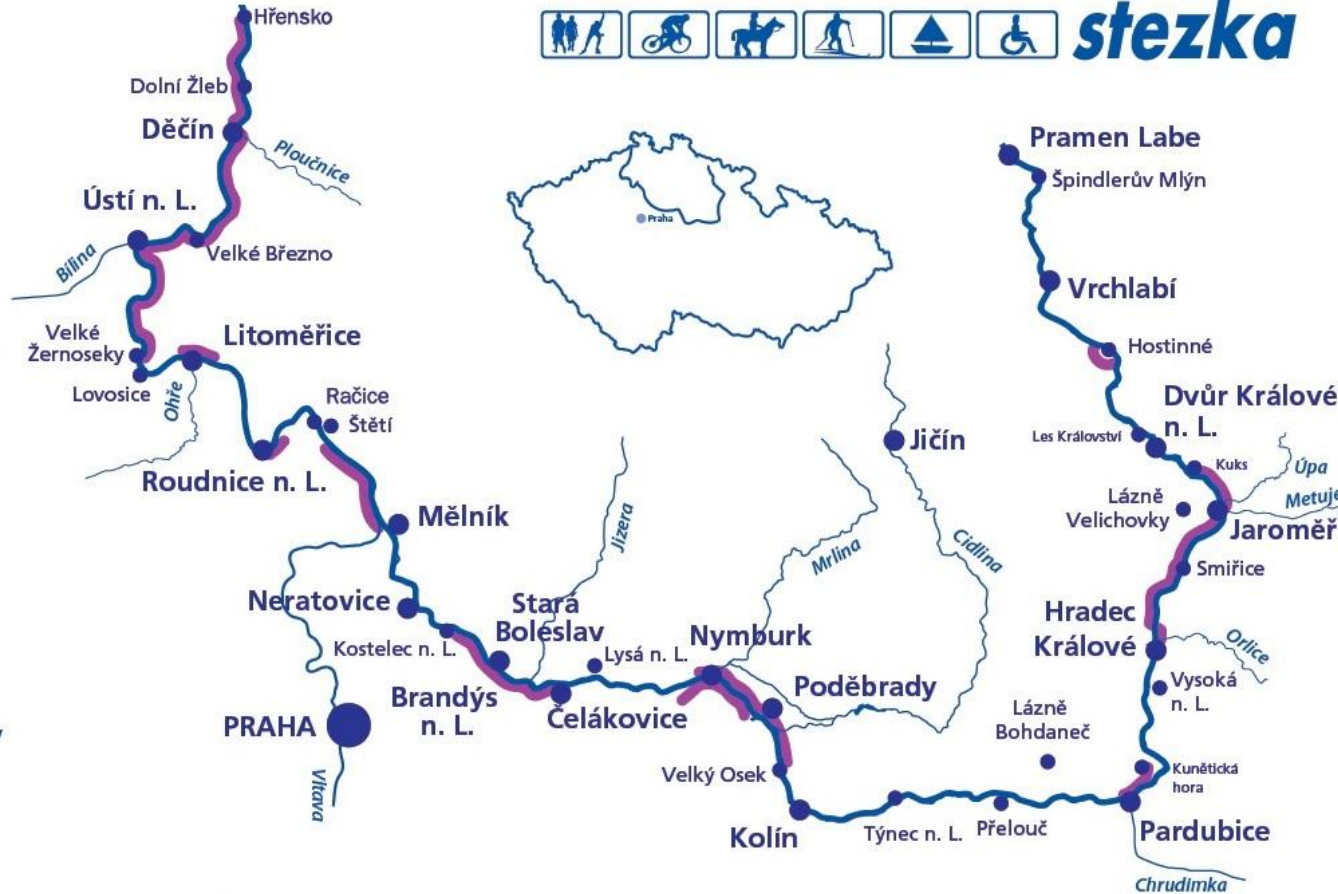 stezka
Hřensko
Dolní Žleb
Děčín
Ploučnice
Ústí n. L.
Bílina
Velké Březno
Velké
Žernoseky
Litoměřice
Lovosice
Ohře
Račice
Štětí
Roudnice n. L.
Mělník
Neratovice
Kostelec n. L.
Stará
Boleslav
Brandýs
n. L.
Jizera
Lysá n. L.
Čelákovice
PRAHA
Vltava
Nymburk
Mrlina
Poděbrady
Velký Osek
Kolín
Jičín
Cidlina
Týnec n. L.
Přelouč
Lázně
Bohdaneč
Praha
Pramen Labe
Špindlerův Mlýn
Vrchlabí
Hostinné
Dvůr Králové
n. L.
Les Království
Kuks
Úpa
Metuje
Lázně
Velichovky
Jaroměř
Smiřice
Hradec
Králové
Orlice
Vysoká
n. L.
Kunětická
hora
Pardubice
Chrudimka